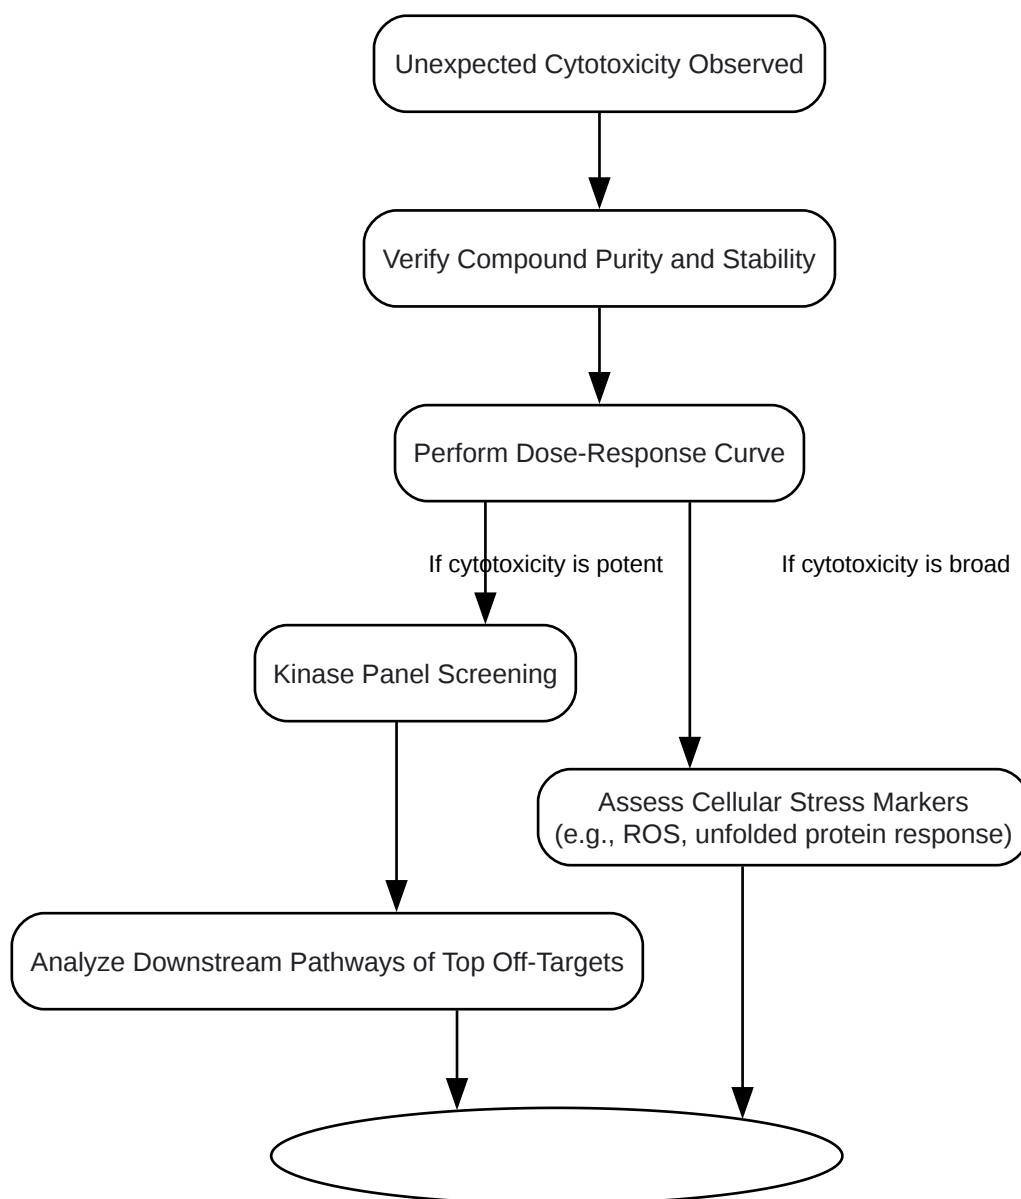 Unexpected Cytotoxicity Observed
Verify Compound Purity and Stability
Perform Dose-Response Curve
If cytotoxicity is potent
If cytotoxicity is broad
Kinase Panel Screening
Assess Cellular Stress Markers
(e.g., ROS, unfolded protein response)
Analyze Downstream Pathways of Top Off-Targets